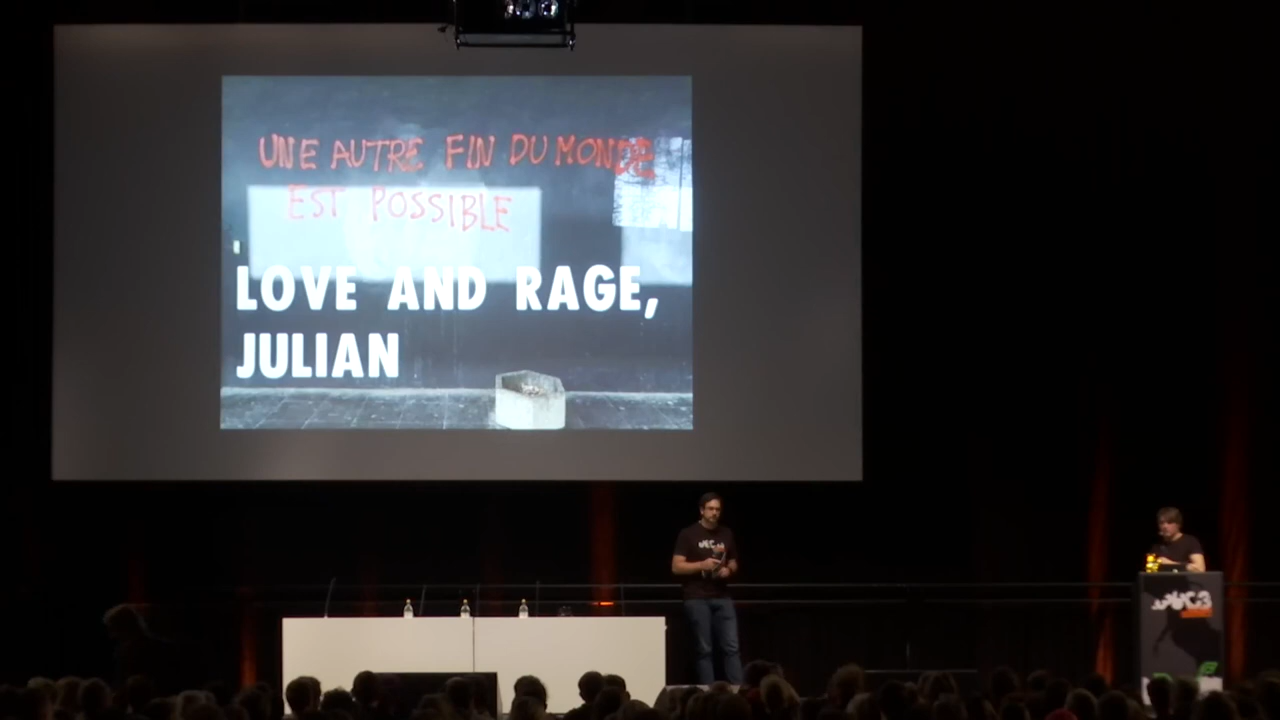 UNE AUTRE FIN DU MONDE
EST POSSIBLE
LOVE AND RAGE,
JULIAN